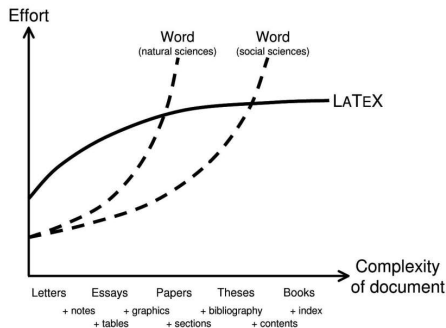 Effort
Word
(natural sciences)
Word
(social sciences)
LATEX
Complexity
of document
Letters Essays Papers Theses Books
+ notes + graphics + bibliography + index
+ tables + sections + contents